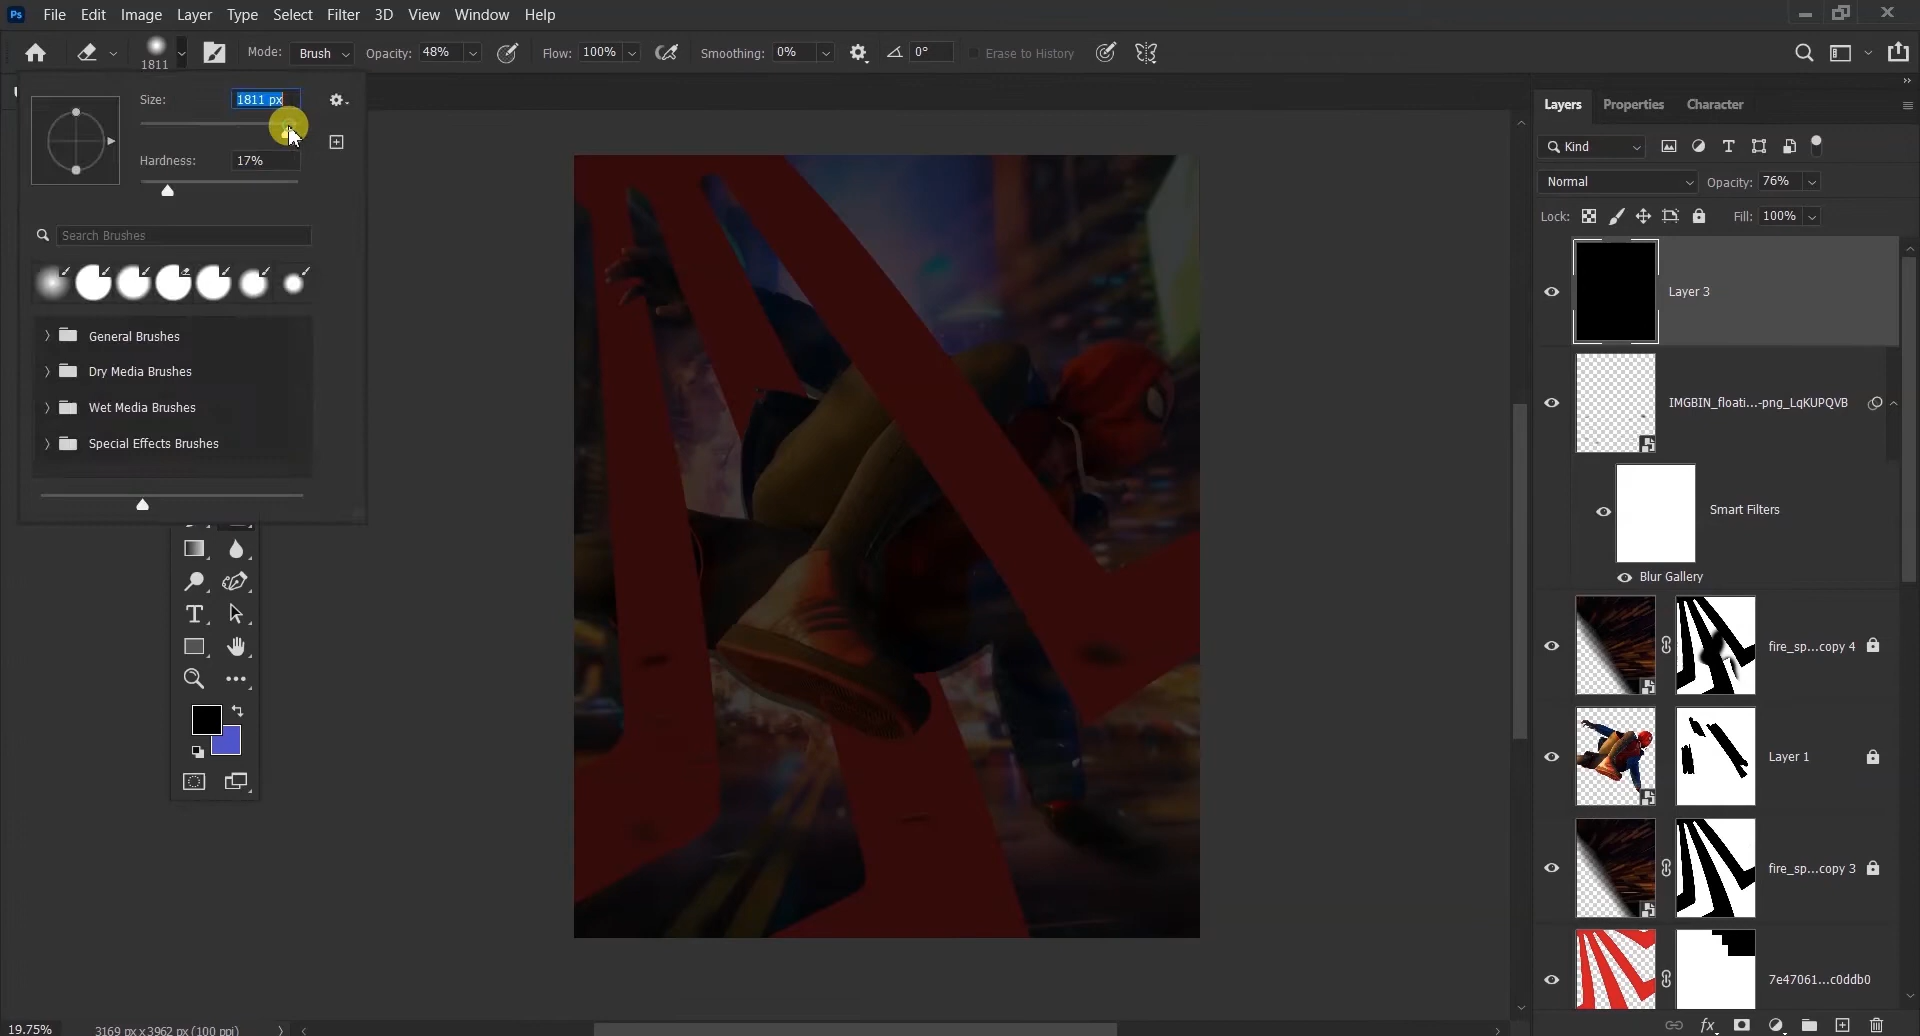 Ps File Edit Image Layer Type Select Filter 3D View Window Help
1811 Mode: Brush Opacity: 48% Flow: 100% Smoothing: 0% 0° Erase to History
Size: 1811 px
Hardness: 17%
Search Brushes
General Brushes
Dry Media Brushes
Wet Media Brushes
Special Effects Brushes
19.75% 3169 px x 3962 px (100 ppi)
Layers Properties Character
Kind
Normal Opacity: 76%
Lock: Fill: 100%
Layer 3
IMGBIN_floati...-png_LqKUPQVB
Smart Filters
Blur Gallery
fire_sp...copy 4
Layer 1
fire_sp...copy 3
7e47061...c0ddb0
fx